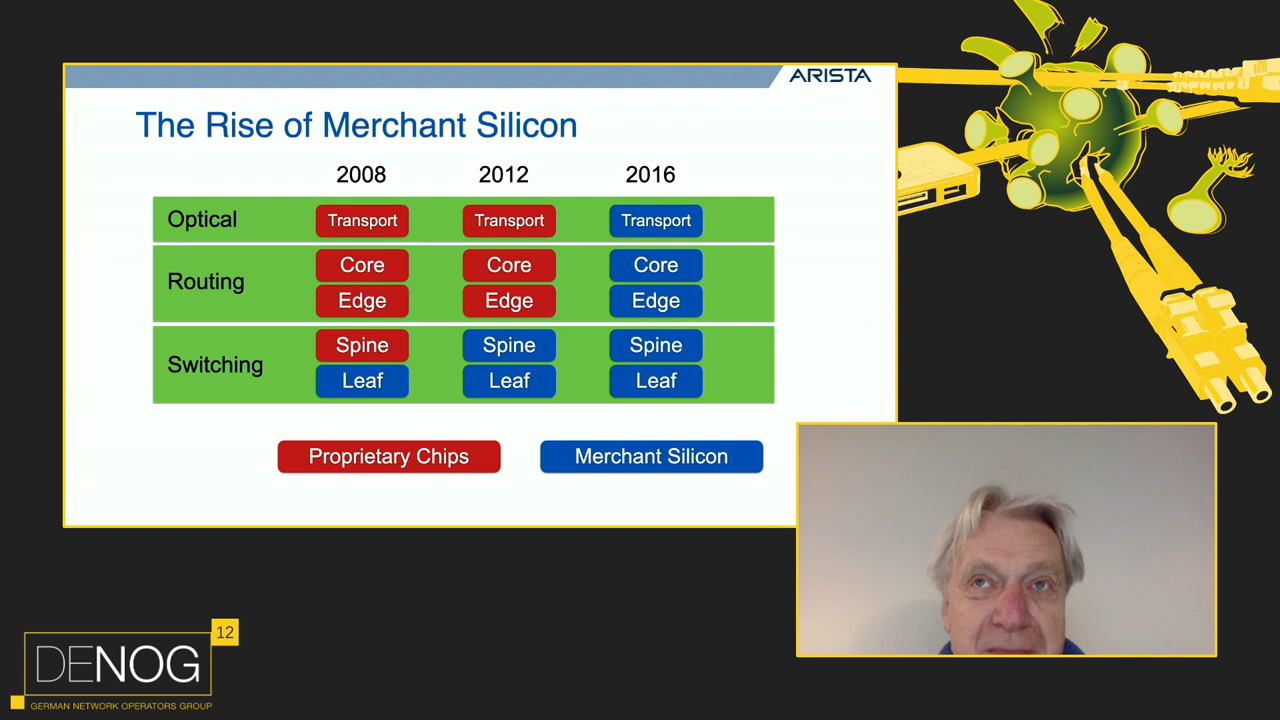 ARISTA
The Rise of Merchant Silicon
2008 2012 2016
Optical Transport Transport Transport
Routing
Core Core Core
Edge Edge Edge
Switching
Spine Spine Spine
Leaf Leaf Leaf
Proprietary Chips Merchant Silicon
DENOG 12
GERMAN NETWORK OPERATORS GROUP